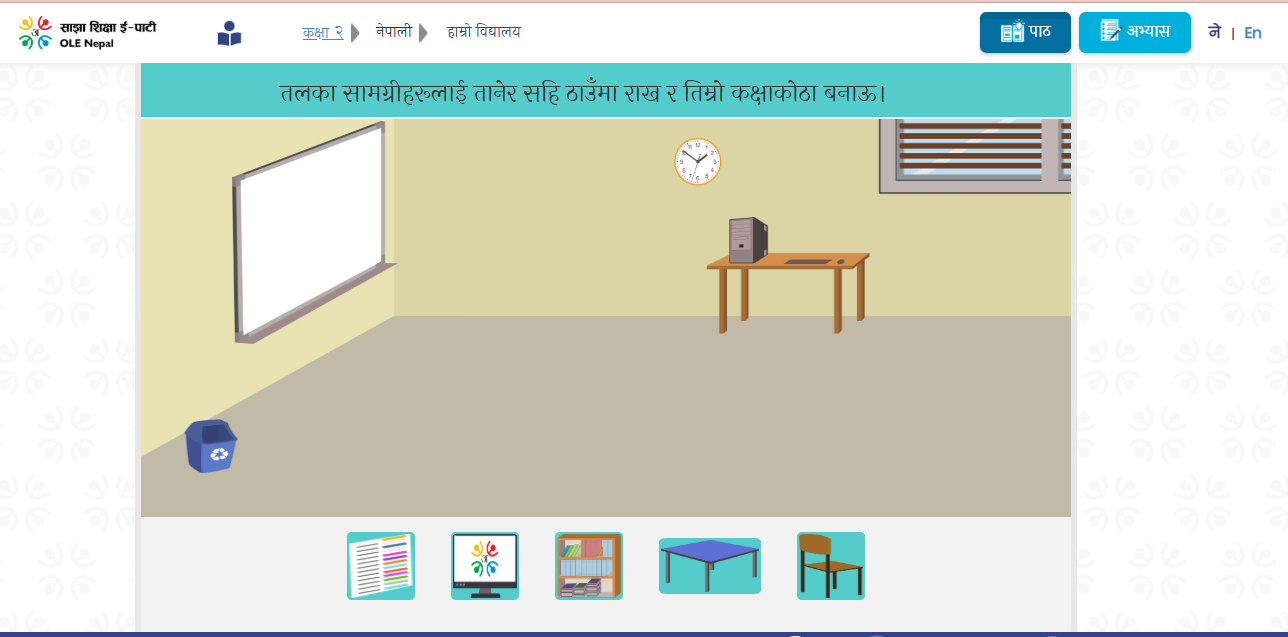 साझा शिक्षा ई-पाटी
OLE Nepal
कक्षा २ नेपाली हाम्रो विद्यालय
पाठ अभ्यास ने | En
तलका सामग्रीहरूलाई तानेर सहि ठाउँमा राख र तिम्रो कक्षाकोठा बनाऊ।